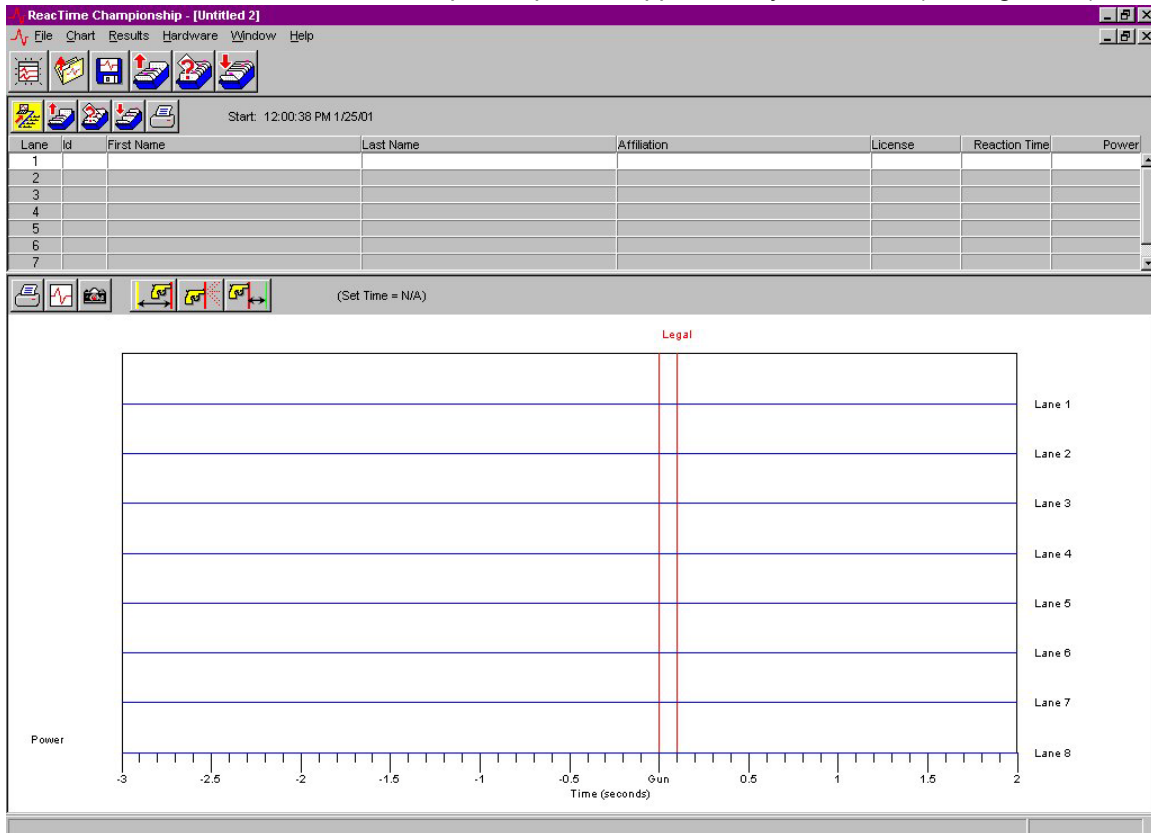 ReacTime Championship - [Untitled 2]
File Chart Results Hardware Window Help
Start: 12:00:38 PM 1/25/01
Lane Id First Name Last Name Affiliation License Reaction Time Power
1
2
3
4
5
6
7
(Set Time = N/A)
Legal
Lane 1
Lane 2
Lane 3
Lane 4
Lane 5
Lane 6
Lane 7
Power
Lane 8
-3 -2.5 -2 -1.5 -1 -0.5 Gun 0.5 1 1.5 2
Time (seconds)